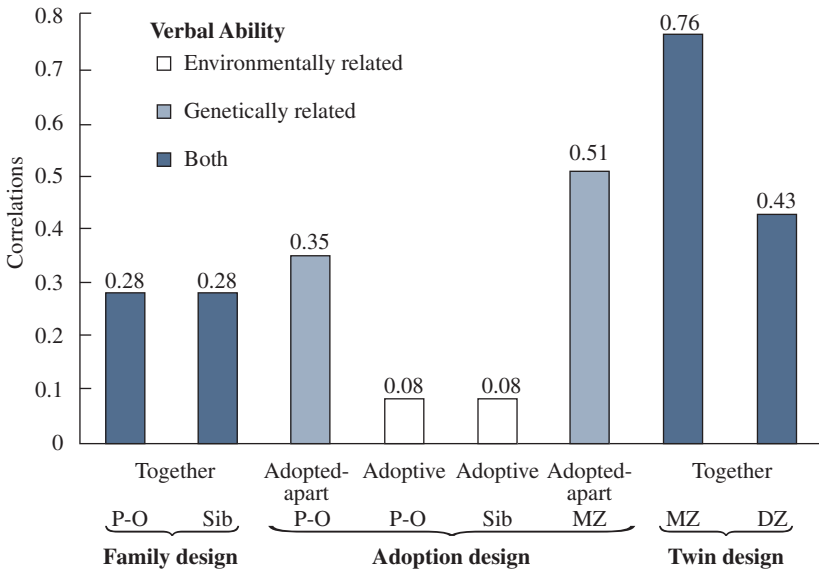 0.8
0.7
0.6
0.5
0.4
0.3
0.2
0.1
0
Correlations
Verbal Ability
Environmentally related
Genetically related
Both
0.28
0.28
0.35
0.08
0.08
0.51
0.76
0.43
Together Adopted-apart Adoptive Adoptive Adopted-apart Together
P-O Sib P-O P-O Sib MZ MZ DZ
Family design Adoption design Twin design